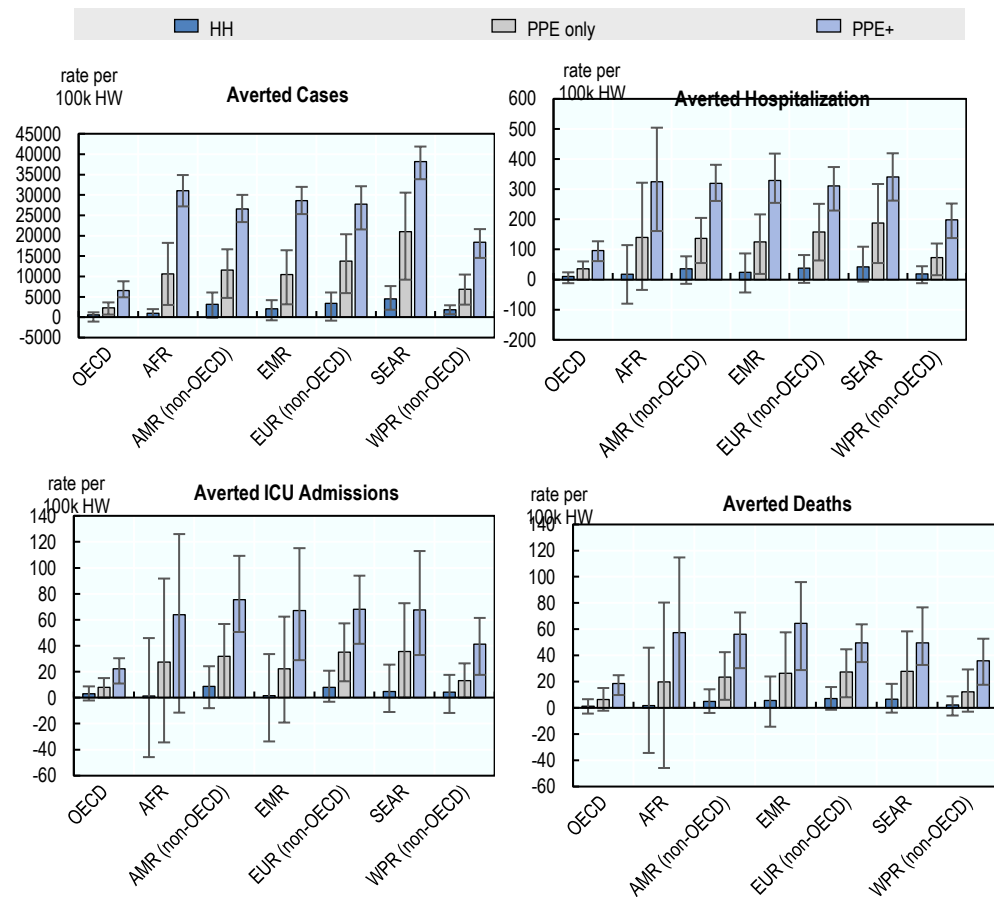 HH PPE only PPE+
rate per
100k HW
Averted Cases
45000
40000
35000
30000
25000
20000
15000
10000
5000
0
-5000
OECD
AFR
AMR (non-OECD)
EMR
EUR (non-OECD)
SEAR
WPR (non-OECD)
rate per
100k HW
Averted Hospitalization
600
500
400
300
200
100
0
-100
-200
OECD
AFR
AMR (non-OECD)
EMR
EUR (non-OECD)
SEAR
WPR (non-OECD)
rate per
100k HW
Averted ICU Admissions
140
120
100
80
60
40
20
0
-20
-40
-60
OECD
AFR
AMR (non-OECD)
EMR
EUR (non-OECD)
SEAR
WPR (non-OECD)
rate per
100k HW
Averted Deaths
140
120
100
80
60
40
20
0
-20
-40
-60
OECD
AFR
AMR (non-OECD)
EMR
EUR (non-OECD)
SEAR
WPR (non-OECD)